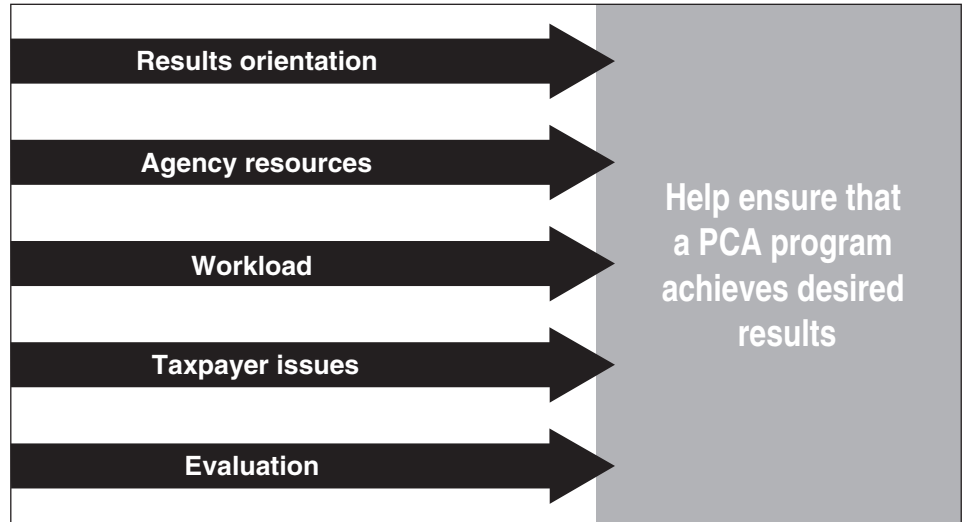 Results orientation
Agency resources
Workload
Taxpayer issues
Evaluation
Help ensure that
a PCA program
achieves desired
results